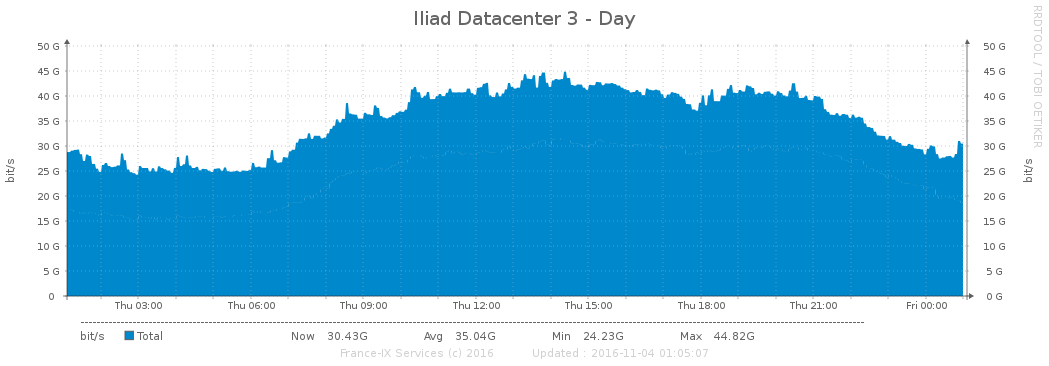 Iliad Datacenter 3 - Day
RRDTOOL / TOBI OETIKER
50 G 50 G
45 G 45 G
40 G 40 G
35 G 35 G
30 G 30 G
25 G 25 G
20 G 20 G
15 G 15 G
10 G 10 G
5 G 5 G
0 0 G
bit/s bit/s
Thu 03:00 Thu 06:00 Thu 09:00 Thu 12:00 Thu 15:00 Thu 18:00 Thu 21:00 Fri 00:00
bit/s Total Now 30.43G Avg 35.04G Min 24.23G Max 44.82G
France-IX Services (c) 2016 Updated : 2016-11-04 01:05:07